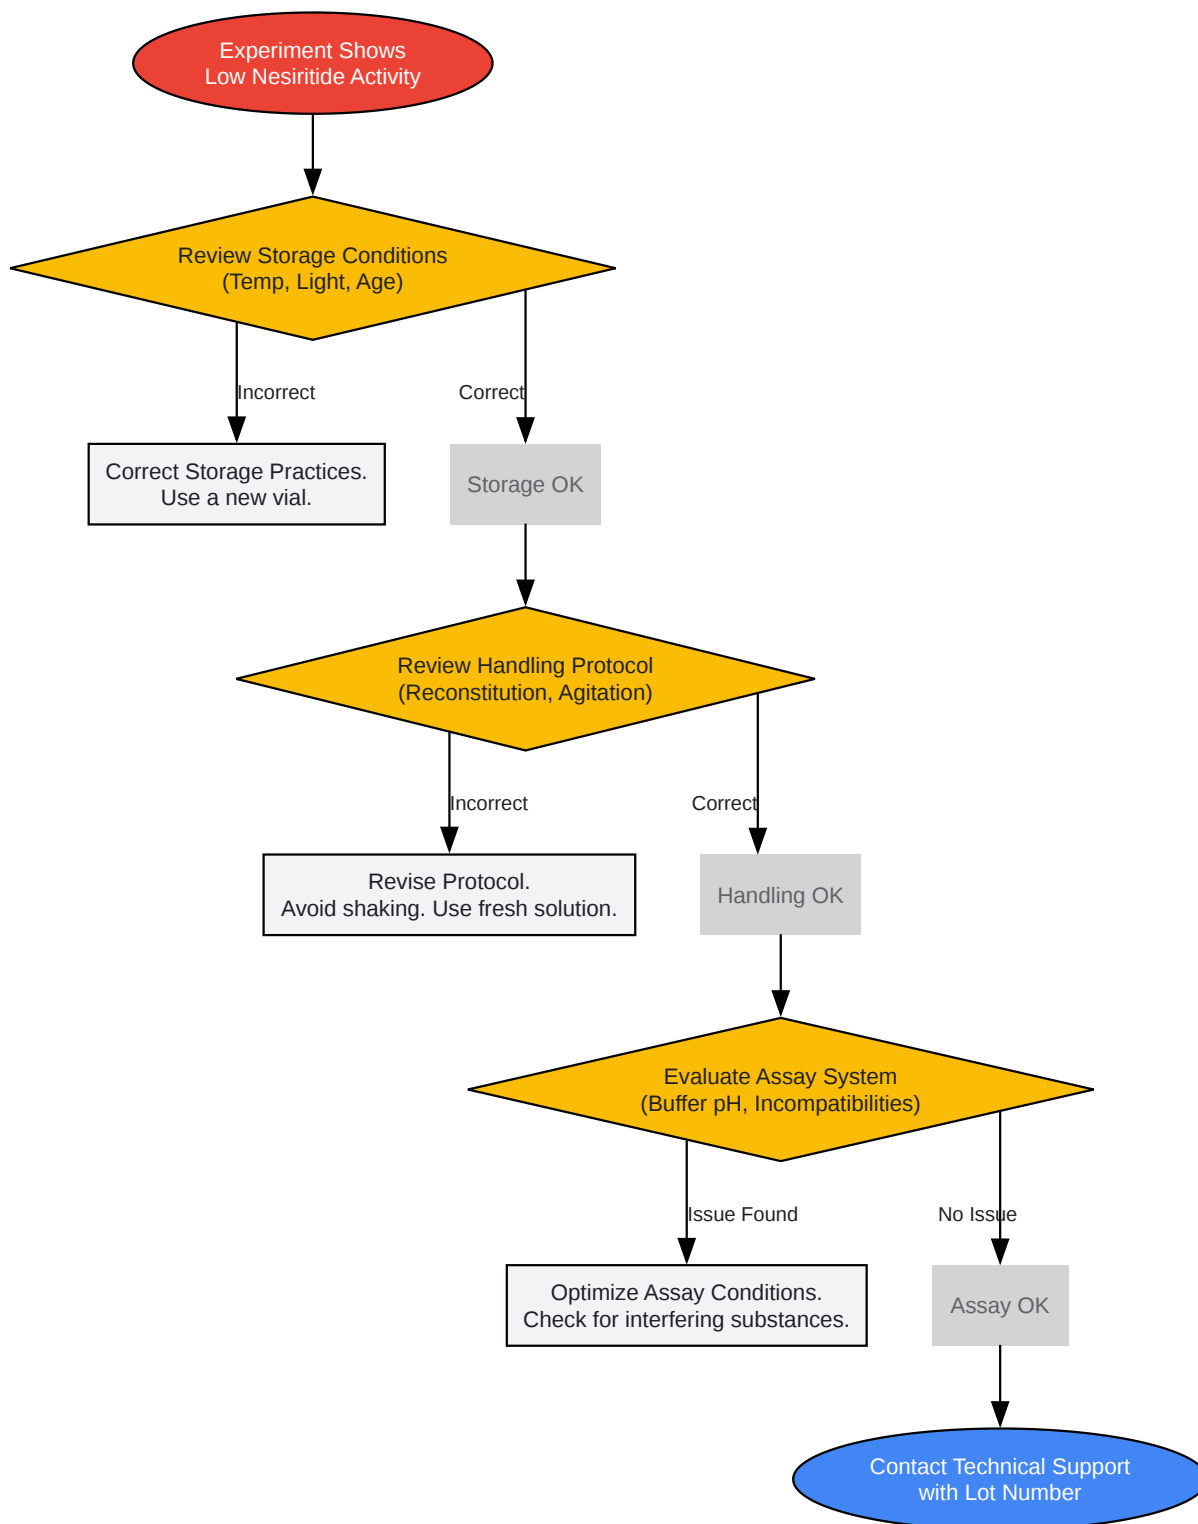 Experiment Shows
Low Nesiritide Activity
Review Storage Conditions
(Temp, Light, Age)
Incorrect
Correct
Correct Storage Practices.
Use a new vial.
Storage OK
Review Handling Protocol
(Reconstitution, Agitation)
Incorrect
Correct
Revise Protocol.
Avoid shaking. Use fresh solution.
Handling OK
Evaluate Assay System
(Buffer pH, Incompatibilities)
Issue Found
No Issue
Optimize Assay Conditions.
Check for interfering substances.
Assay OK
Contact Technical Support
with Lot Number